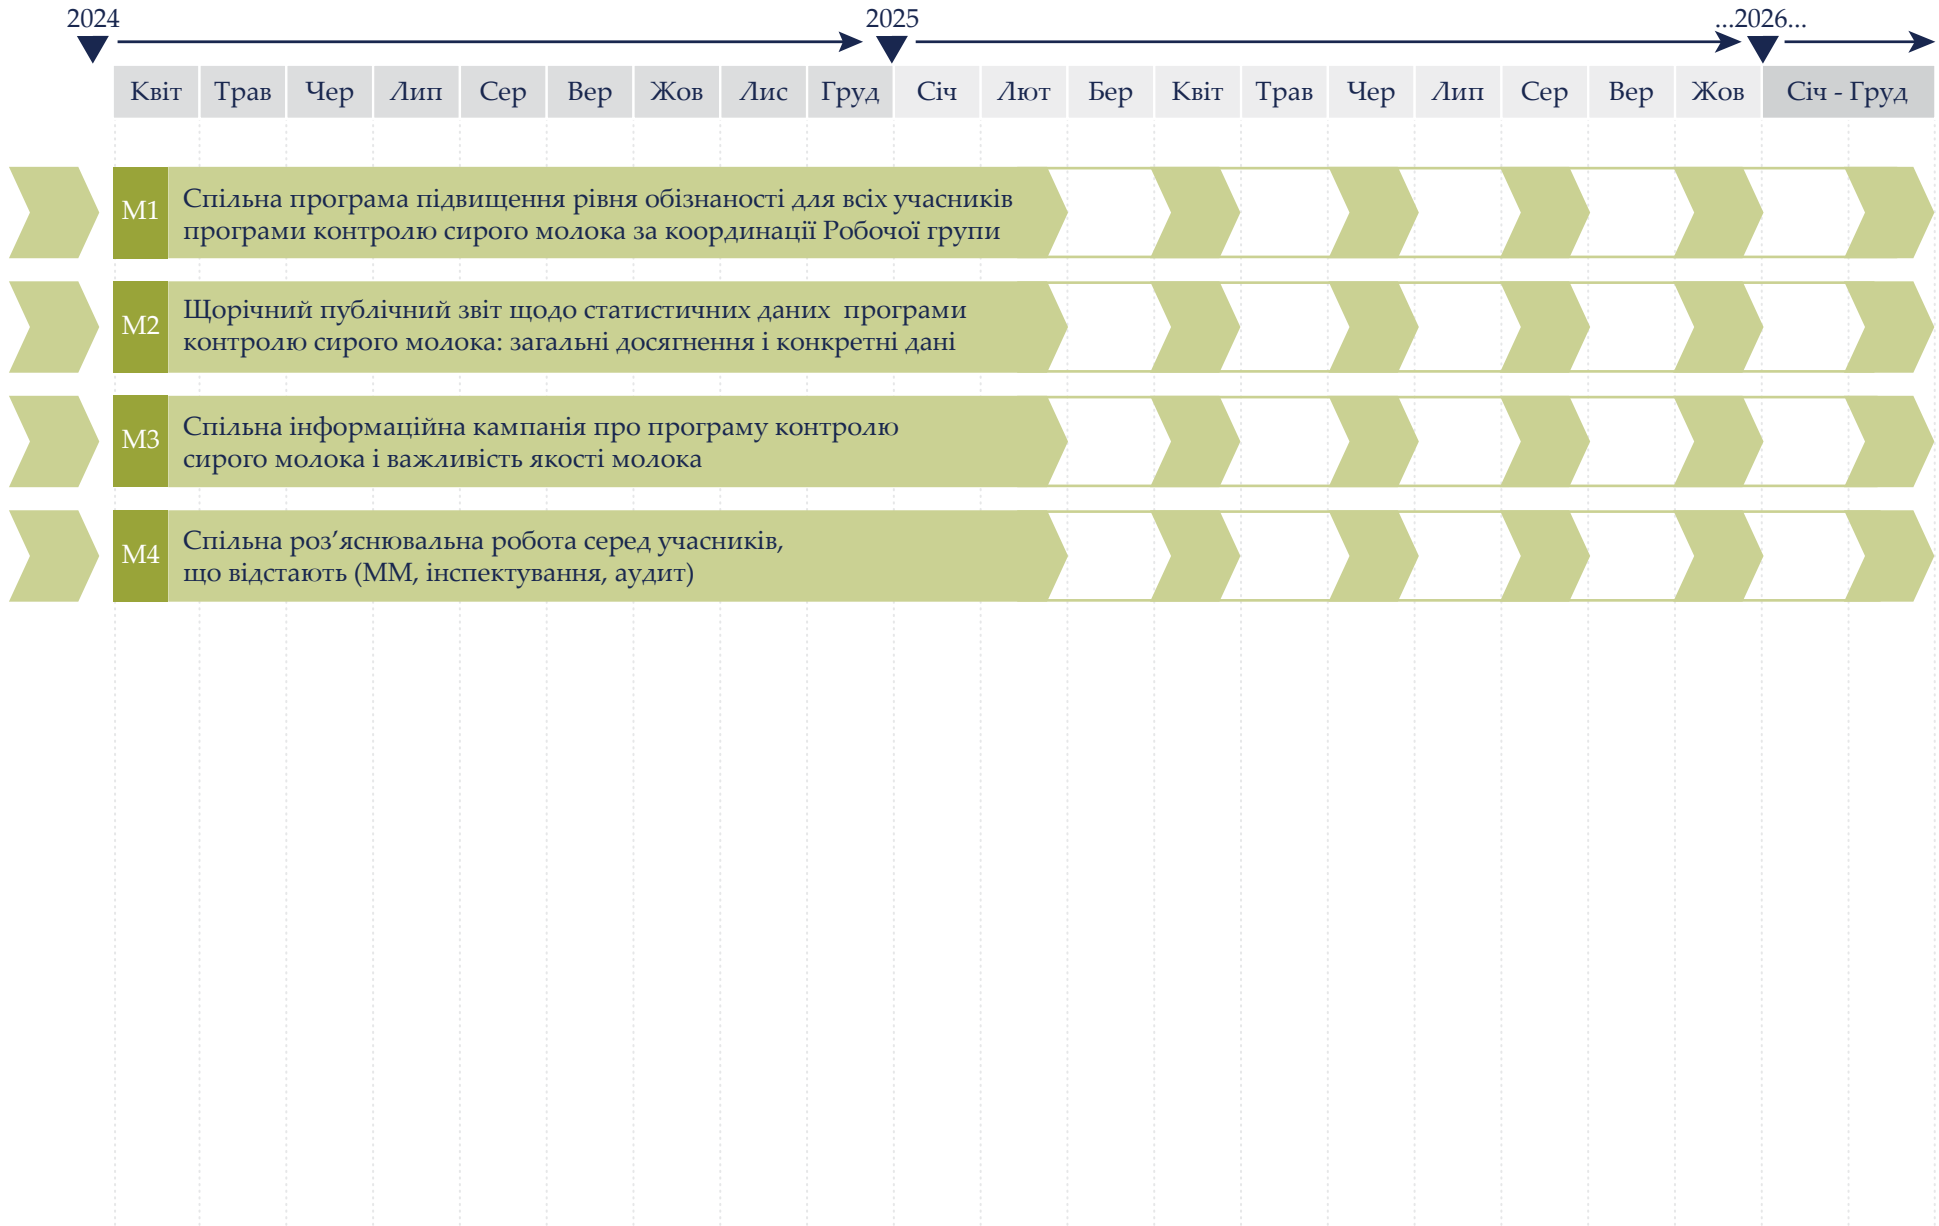 2024 2025 ...2026...
Квіт Трав Чер Лип Сер Вер Жов Лис Груд Січ Лют Бер Квіт Трав Чер Лип Сер Вер Жов Січ - Груд
М1
Спільна програма підвищення рівня обізнаності для всіх учасників
програми контролю сирого молока за координації Робочої групи
М2
Щорічний публічний звіт щодо статистичних даних програми
контролю сирого молока: загальні досягнення і конкретні дані
М3
Спільна інформаційна кампанія про програму контролю
сирого молока і важливість якості молока
М4
Спільна роз’яснювальна робота серед учасників,
що відстають (ММ, інспектування, аудит)